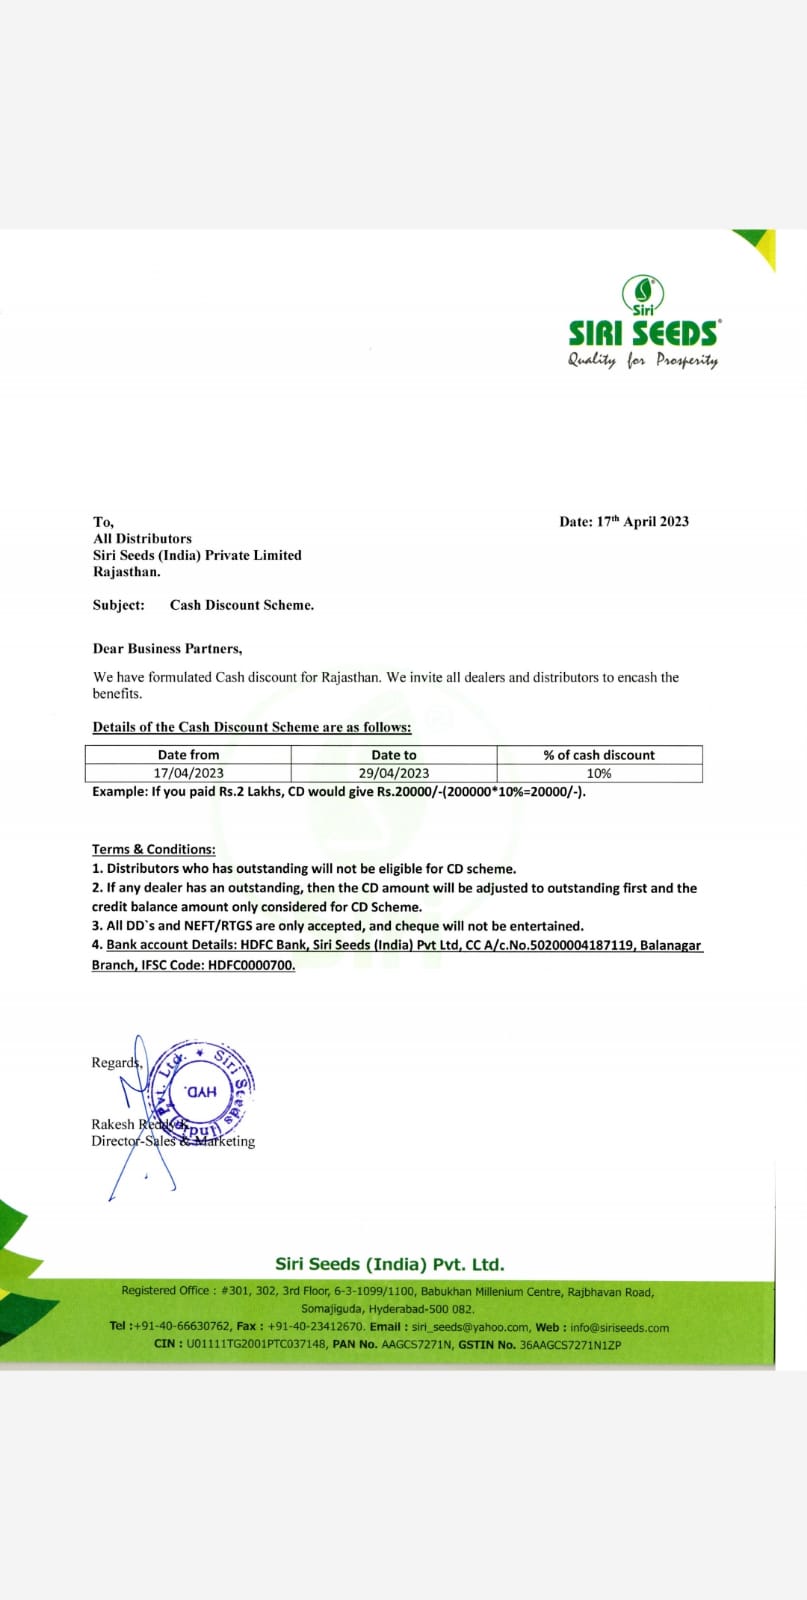 Siri
SIRI SEEDS®
Quality for Prosperity
To,
Date: 17th April 2023
All Distributors
Siri Seeds (India) Private Limited
Rajasthan.
Subject: Cash Discount Scheme.
Dear Business Partners,
We have formulated Cash discount for Rajasthan. We invite all dealers and distributors to encash the
benefits.
Details of the Cash Discount Scheme are as follows:
Date from Date to % of cash discount
17/04/2023 29/04/2023 10%
Example: If you paid Rs.2 Lakhs, CD would give Rs.20000/-(200000*10%=20000/-).
Terms & Conditions:
1. Distributors who has outstanding will not be eligible for CD scheme.
2. If any dealer has an outstanding, then the CD amount will be adjusted to outstanding first and the
credit balance amount only considered for CD Scheme.
3. All DD`s and NEFT/RTGS are only accepted, and cheque will not be entertained.
4. Bank account Details: HDFC Bank, Siri Seeds (India) Pvt Ltd, CC A/c.No.50200004187119, Balanagar
Branch, IFSC Code: HDFC0000700.
Regards,
Siri Seeds (India) Pvt. Ltd.
HYD.
Rakesh Reddy
Director-Sales & Marketing
Siri Seeds (India) Pvt. Ltd.
Registered Office : #301, 302, 3rd Floor, 6-3-1099/1100, Babukhan Millenium Centre, Rajbhavan Road,
Somajiguda, Hyderabad-500 082.
Tel :+91-40-66630762, Fax : +91-40-23412670. Email : siri_seeds@yahoo.com, Web : info@siriseeds.com
CIN : U01111TG2001PTC037148, PAN No. AAGCS7271N, GSTIN No. 36AAGCS7271N1ZP